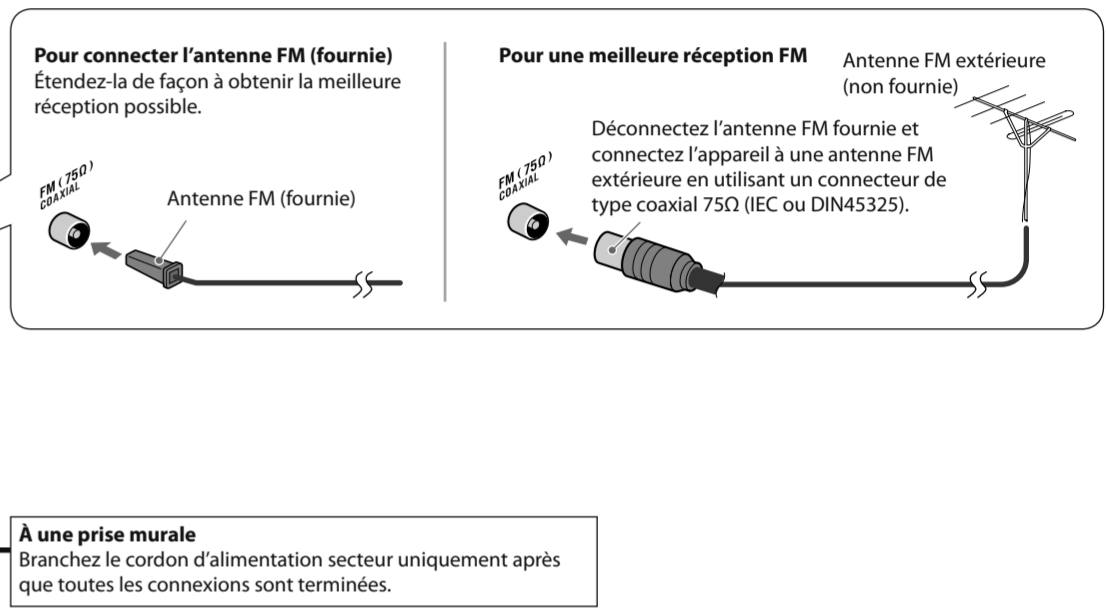 Pour connecter l’antenne FM (fournie)
Étendez-la de façon à obtenir la meilleure
réception possible.
FM (75Ω)
COAXIAL
Antenne FM (fournie)
Pour une meilleure réception FM
Antenne FM extérieure
(non fournie)
Déconnectez l’antenne FM fournie et
connectez l’appareil à une antenne FM
extérieure en utilisant un connecteur de
type coaxial 75Ω (IEC ou DIN45325).
FM (75Ω)
COAXIAL
À une prise murale
Branchez le cordon d’alimentation secteur uniquement après
que toutes les connexions sont terminées.